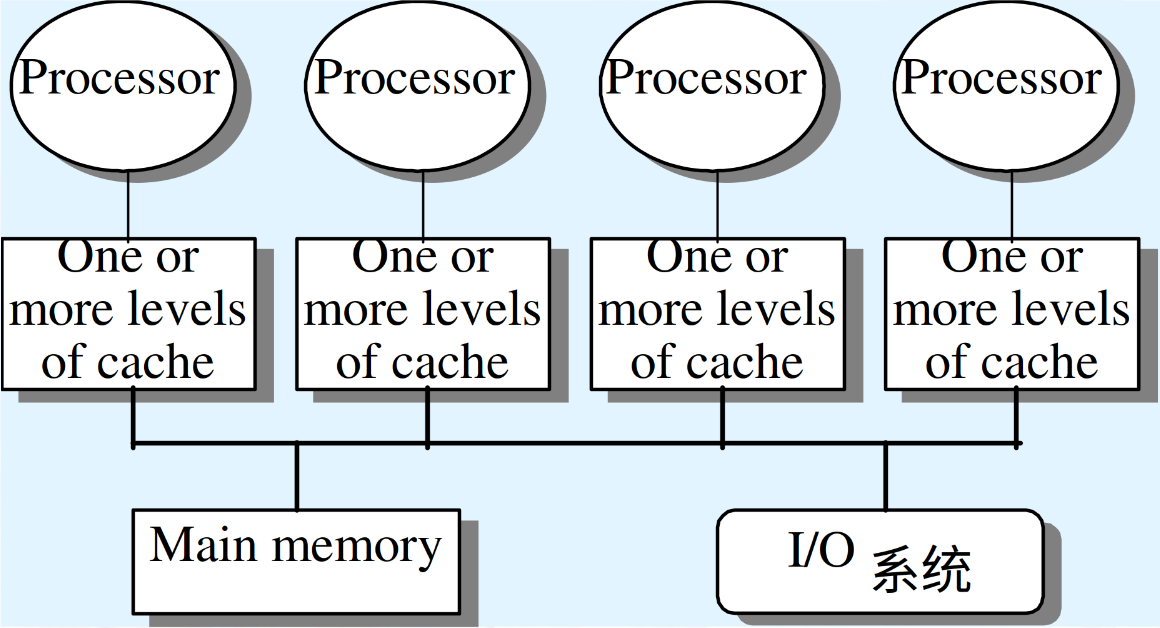 Processor
Processor
Processor
Processor
One or
more levels
of cache
One or
more levels
of cache
One or
more levels
of cache
One or
more levels
of cache
Main memory
I/O 系统